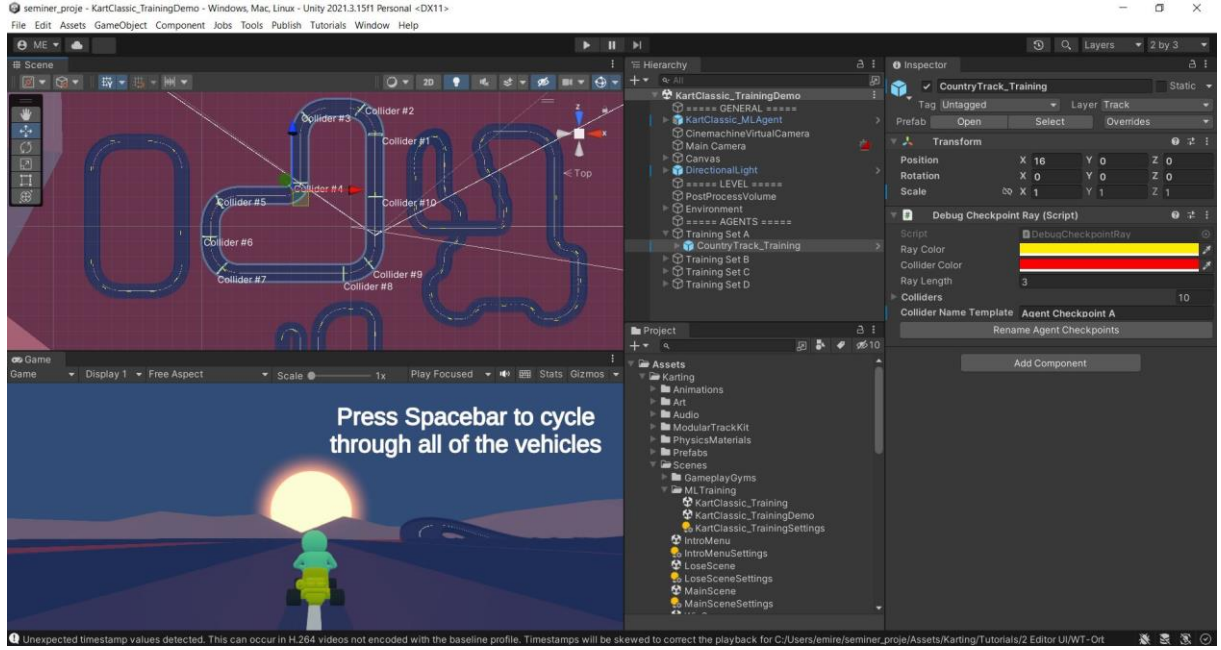 seminer_proje - KartClassic_TrainingDemo - Windows, Mac, Linux - Unity 2021.3.15f1 Personal <DX11>
File Edit Assets GameObject Component Jobs Tools Publish Tutorials Window Help
ME
Layers
2 by 3
Scene
2D
Collider #2
Collider #3
Collider #1
Collider #4
Collider #5
Collider #10
Collider #6
Collider #7
Collider #9
Collider #8
z
x
Top
Game
Game Display 1 Free Aspect Scale 1x Play Focused Stats Gizmos
Press Spacebar to cycle
through all of the vehicles
Hierarchy
All
KartClassic_TrainingDemo
===== GENERAL =====
KartClassic_MLAgent
CinemachineVirtualCamera
Main Camera
Canvas
DirectionalLight
===== LEVEL =====
PostProcessVolume
Environment
===== AGENTS =====
Training Set A
CountryTrack_Training
Training Set B
Training Set C
Training Set D
Project
10
Assets
Karting
Animations
Art
Audio
ModularTrackKit
PhysicsMaterials
Prefabs
Scenes
GameplayGyms
MLTraining
KartClassic_Training
KartClassic_TrainingDemo
KartClassic_TrainingSettings
IntroMenu
IntroMenuSettings
LoseScene
LoseSceneSettings
MainScene
MainSceneSettings
Inspector
CountryTrack_Training Static
Tag Untagged Layer Track
Prefab Open Select Overrides
Transform
Position X 16 Y 0 Z 0
Rotation X 0 Y 0 Z 0
Scale X 1 Y 1 Z 1
Debug Checkpoint Ray (Script)
Script DebugCheckpointRay
Ray Color
Collider Color
Ray Length 3
Colliders 10
Collider Name Template Agent Checkpoint A
Rename Agent Checkpoints
Add Component
Unexpected timestamp values detected. This can occur in H.264 videos not encoded with the baseline profile. Timestamps will be skewed to correct the playback for C:/Users/emire/seminer_proje/Assets/Karting/Tutorials/2 Editor UI/WT-Ort